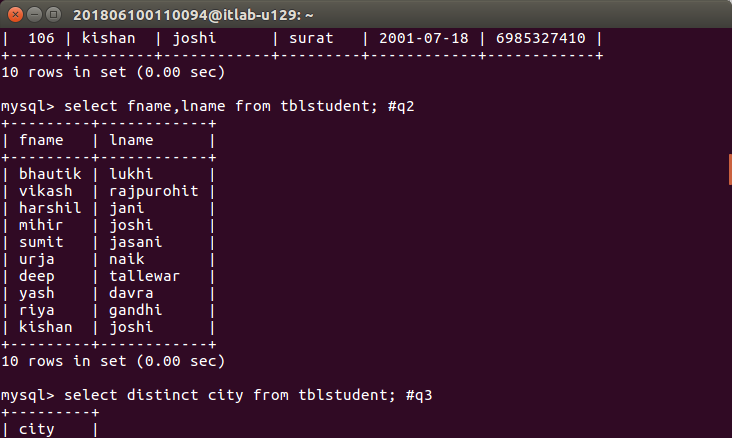 201806100110094@itlab-u129: ~
|  106 | kishan  | joshi      | surat   | 2001-07-18 | 6985327410 |
+------+---------+------------+---------+------------+------------+
10 rows in set (0.00 sec)
mysql> select fname,lname from tblstudent; #q2
+---------+------------+
| fname   | lname      |
+---------+------------+
| bhautik | lukhi      |
| vikash  | rajpurohit |
| harshil | jani       |
| mihir   | joshi      |
| sumit   | jasani     |
| urja    | naik       |
| deep    | tallewar   |
| yash    | davra      |
| riya    | gandhi     |
| kishan  | joshi      |
+---------+------------+
10 rows in set (0.00 sec)
mysql> select distinct city from tblstudent; #q3
+---------+
| city    |